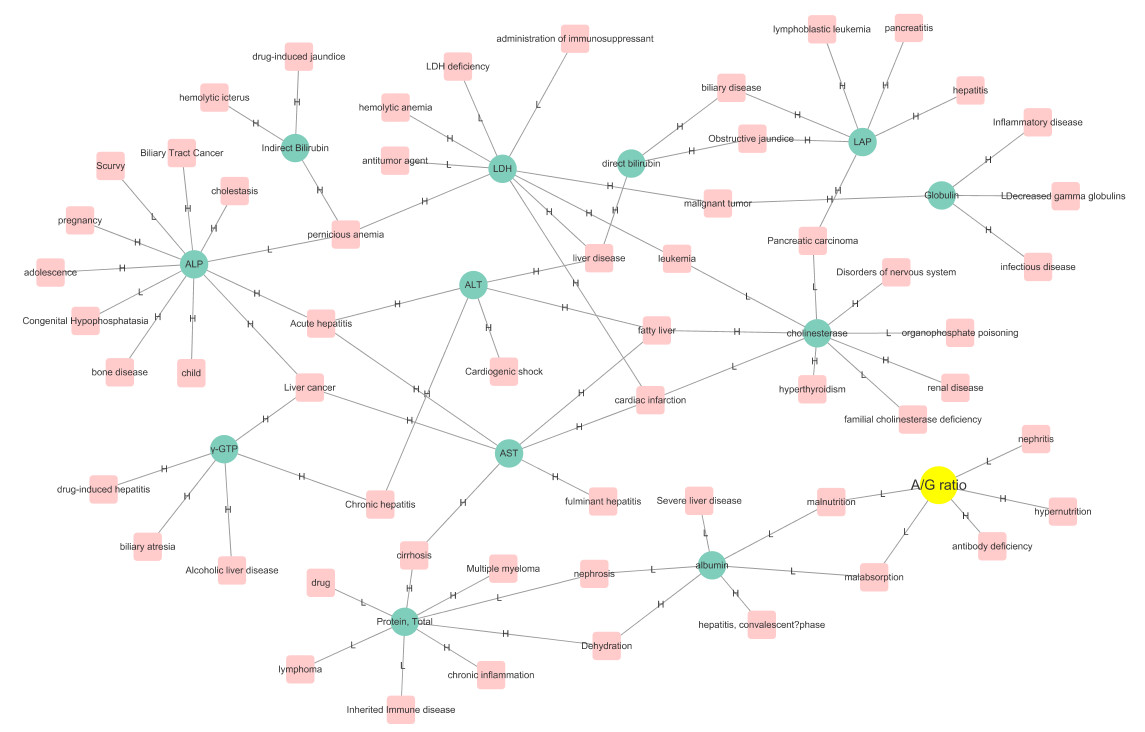 lymphoblastic leukemia
pancreatitis
administration of immunosuppressant
drug-induced jaundice
LDH deficiency
biliary disease
hepatitis
hemolytic icterus
hemolytic anemia
H
H
H
L
L
H
H
H
H
Inflammatory disease
H
H
Obstructive jaundice
H
LAP
Indirect Bilirubin
Biliary Tract Cancer
antitumor agent
L
LDH
direct bilirubin
H
H
Scurvy
cholestasis
H
H
H
Globulin
LDecreased gamma globulins
H
H
malignant tumor
H
pregnancy
L
H
H
H
H
H
H
pernicious anemia
H
Pancreatic carcinoma
H
L
liver disease
leukemia
infectious disease
adolescence
H
ALP
H
Disorders of nervous system
ALT
H
L
H
L
L
H
Congenital Hypophosphatasia
H
H
H
H
Acute hepatitis
H
fatty liver
H
cholinesterase
L
organophosphate poisoning
H
H
bone disease
child
Cardiogenic shock
L
H
L
H
Liver cancer
H
H
H
cardiac infarction
hyperthyroidism
renal disease
H
H
H
familial cholinesterase deficiency
nephritis
y-GTP
AST
L
H
H
H
H
A/G ratio
drug-induced hepatitis
H
H
Chronic hepatitis
H
fulminant hepatitis
Severe liver disease
malnutrition
L
H
hypernutrition
H
L
L
L
H
biliary atresia
antibody deficiency
cirrhosis
Alcoholic liver disease
Multiple myeloma
nephrosis
L
albumin
L
malabsorption
drug
H
H
L
L
H
H
Protein, Total
H
hepatitis, convalescent?phase
L
H
Dehydration
lymphoma
L
chronic inflammation
Inherited Immune disease